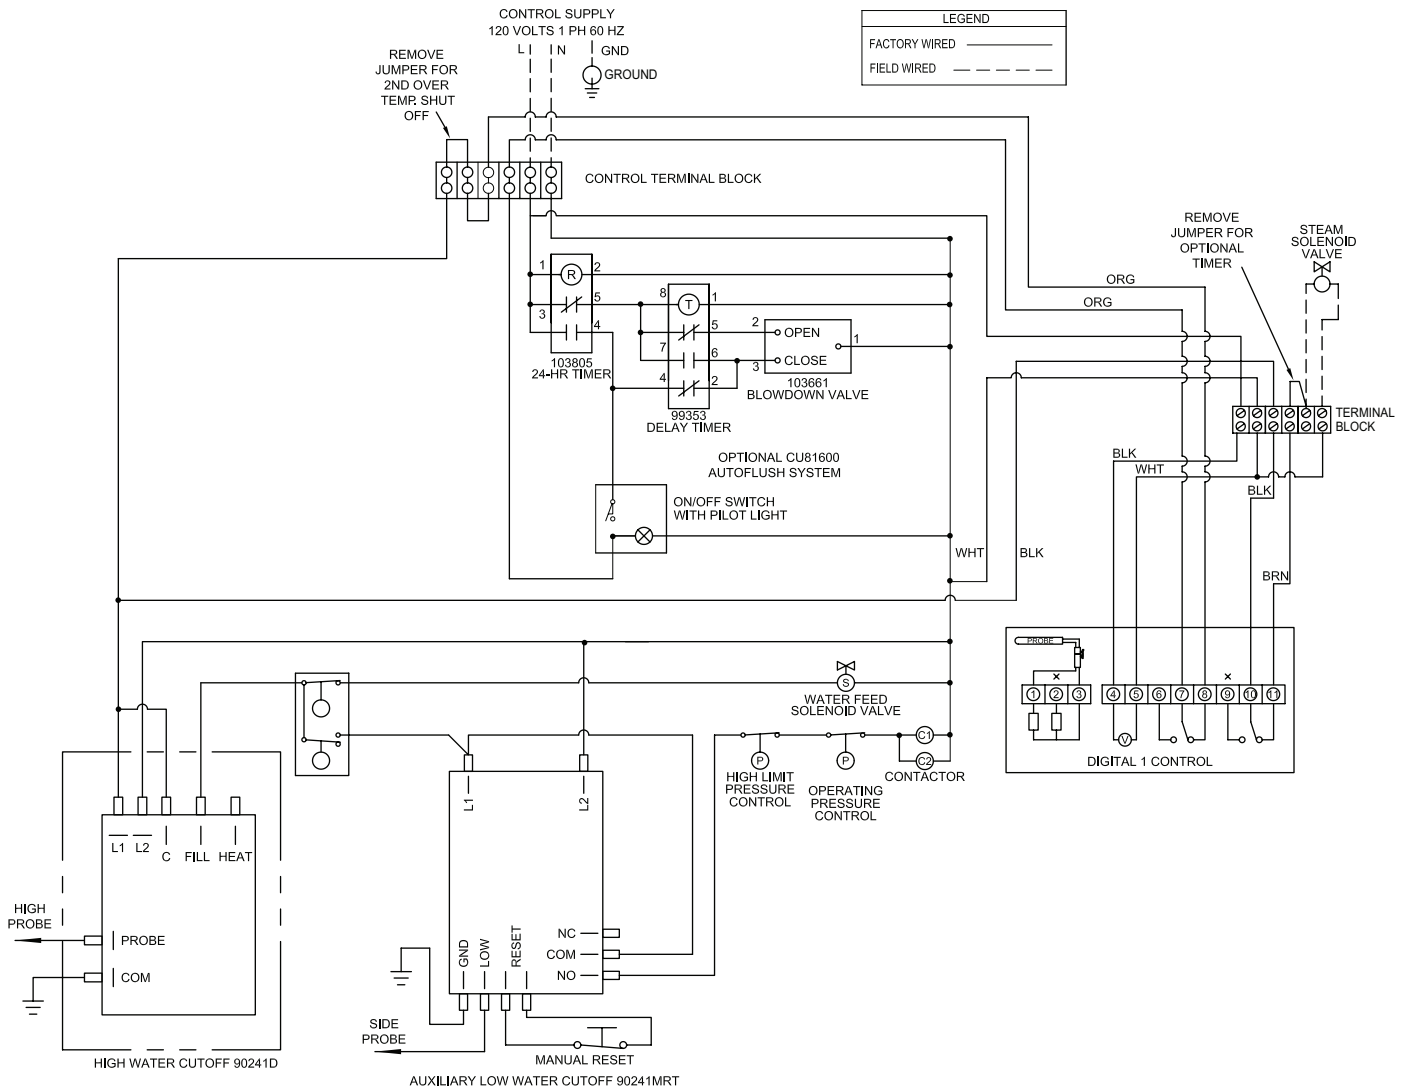 CONTROL SUPPLY
120 VOLTS 1 PH 60 HZ
L
N
GND
GROUND
LEGEND
FACTORY WIRED
FIELD WIRED
REMOVE
JUMPER FOR
2ND OVER
TEMP. SHUT
OFF
CONTROL TERMINAL BLOCK
REMOVE
JUMPER FOR
OPTIONAL
TIMER
STEAM
SOLENOID
VALVE
ORG
ORG
1
R
2
3
5
4
103805
24-HR TIMER
8
T
1
5
7
6
4
2
99353
DELAY TIMER
2
OPEN
1
CLOSE
3
103661
BLOWDOWN VALVE
TERMINAL
BLOCK
OPTIONAL CU81600
AUTOFLUSH SYSTEM
BLK
WHT
BLK
ON/OFF SWITCH
WITH PILOT LIGHT
WHT
BLK
BRN
PROBE
1
2
3
4
5
6
7
8
9
10
11
V
DIGITAL 1 CONTROL
S
WATER FEED
SOLENOID VALVE
P
HIGH LIMIT
PRESSURE
CONTROL
P
OPERATING
PRESSURE
CONTROL
C1
C2
CONTACTOR
L1
L2
C
FILL
HEAT
HIGH
PROBE
PROBE
COM
HIGH WATER CUTOFF 90241D
L1
L2
NC
COM
NO
GND
LOW
RESET
SIDE
PROBE
MANUAL RESET
AUXILIARY LOW WATER CUTOFF 90241MRT